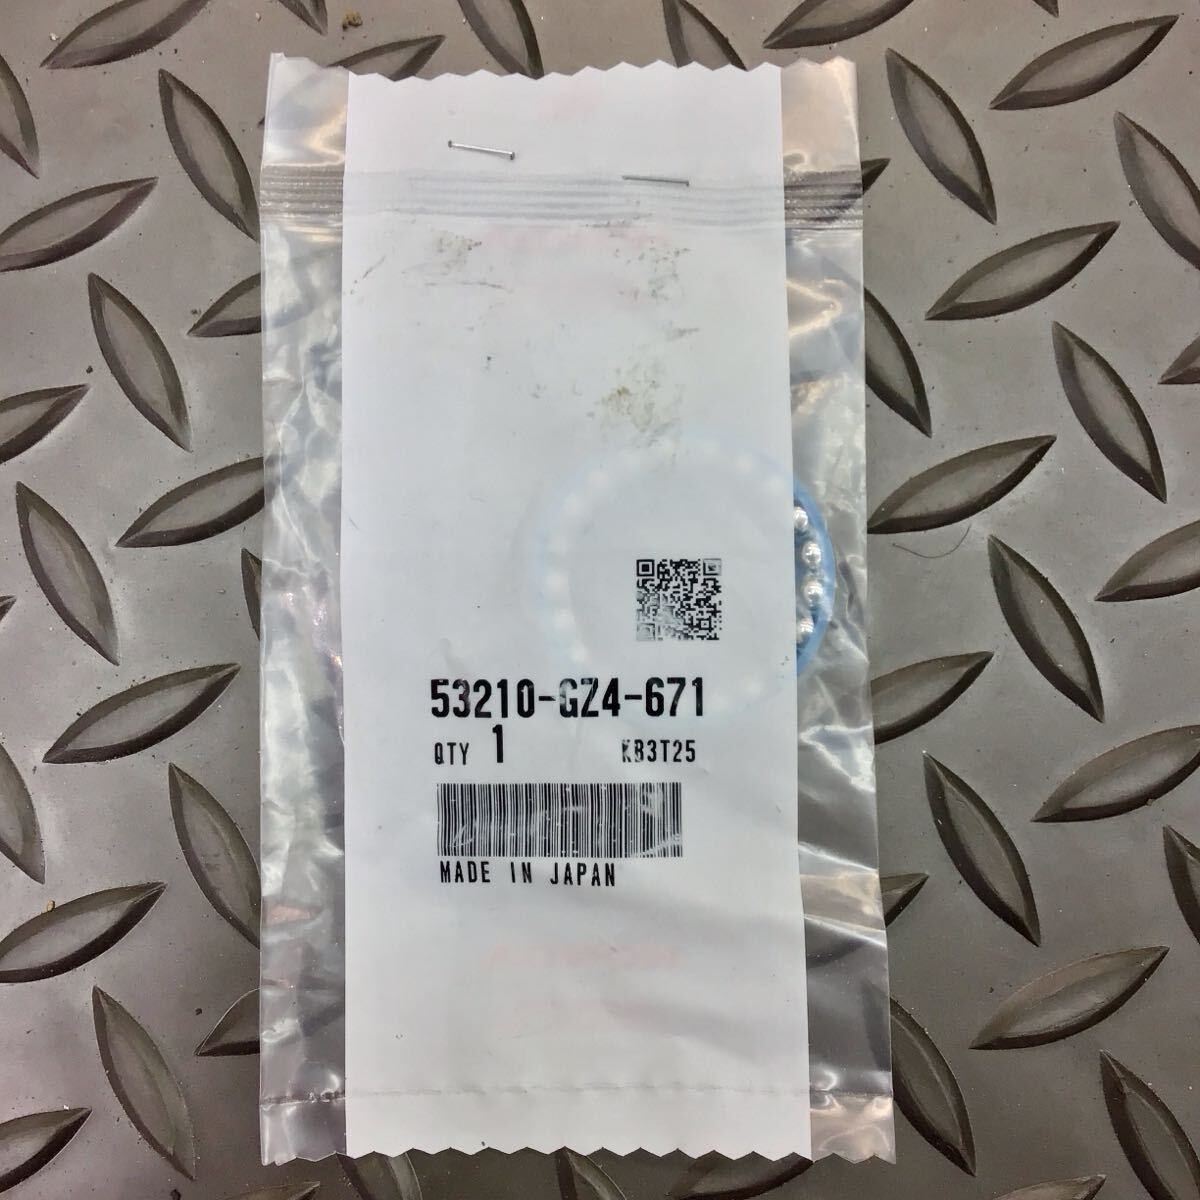 53210-GZ4-671
QTY 1 KB3T25
MADE IN JAPAN